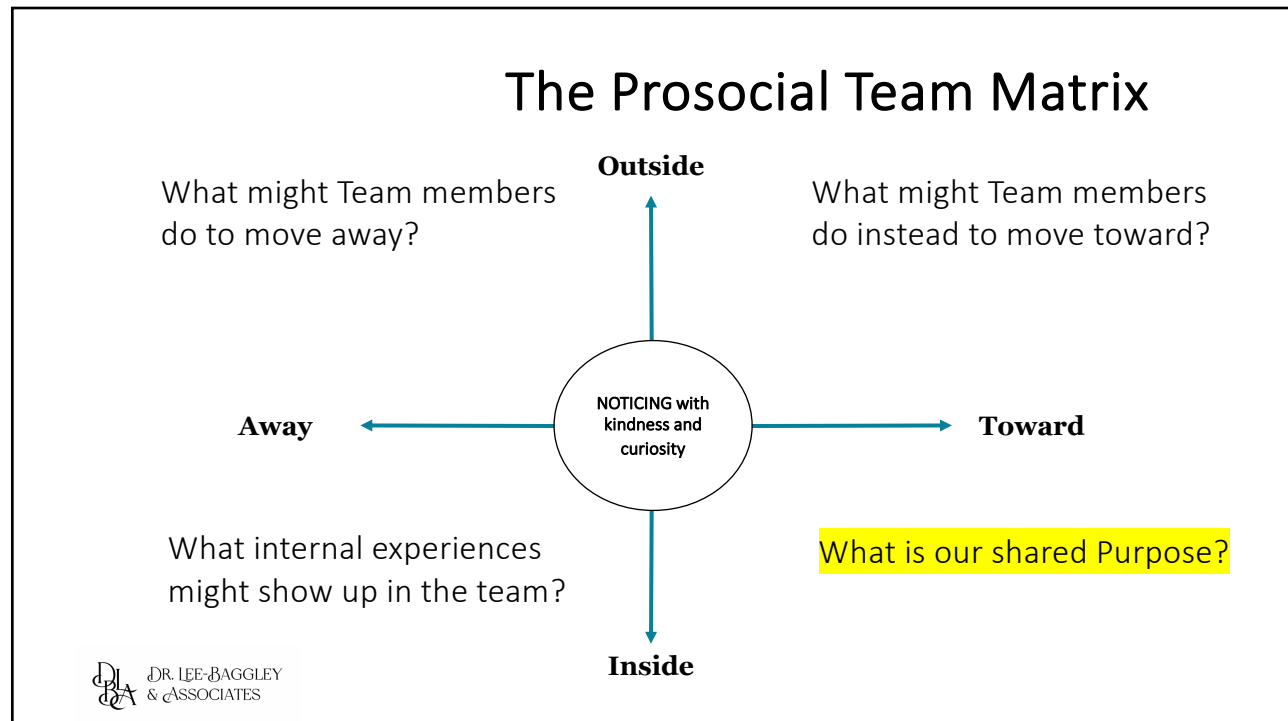 The Prosocial Team Matrix
Outside
What might Team members
do to move away?
What might Team members
do instead to move toward?
NOTICING with
kindness and
curiosity
Away
Toward
What internal experiences
might show up in the team?
What is our shared Purpose?
Inside
DLBA
DR. LEE-BAGGLEY
& ASSOCIATES